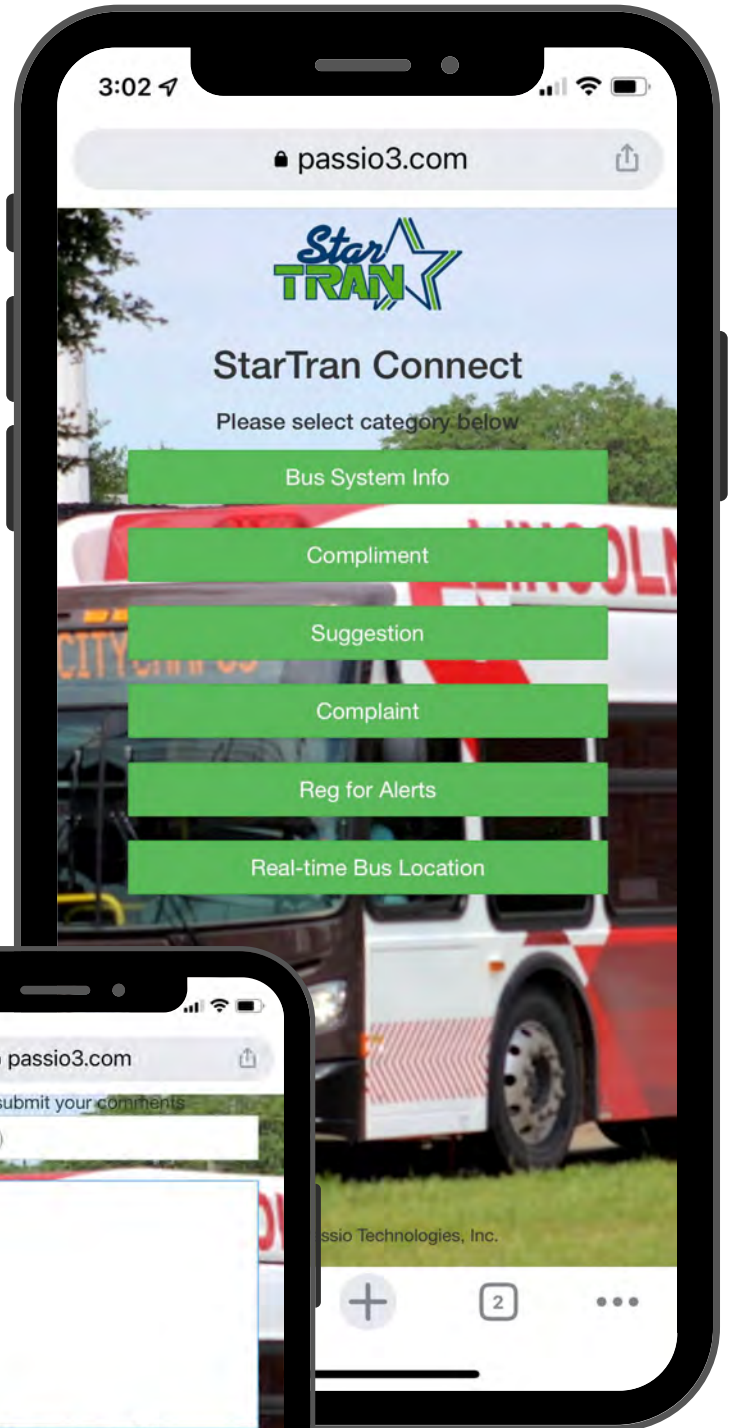 3:02
passio3.com
Star
TRAN
StarTran Connect
Please select category below
Bus System Info
Compliment
Suggestion
Complaint
Reg for Alerts
Real-time Bus Location
LINCOLN
CITY CAMPUS
ssio Technologies, Inc.
2
passio3.com
submit your comments